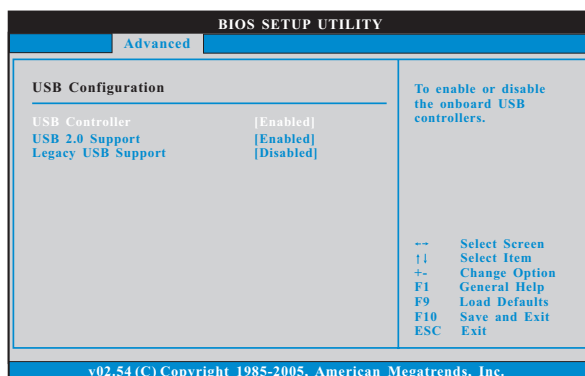 BIOS SETUP UTILITY
Advanced
USB Configuration
USB Controller [Enabled]
USB 2.0 Support [Enabled]
Legacy USB Support [Disabled]
To enable or disable
the onboard USB
controllers.
←→ Select Screen
↑↓ Select Item
+- Change Option
F1 General Help
F9 Load Defaults
F10 Save and Exit
ESC Exit
v02.54 (C) Copyright 1985-2005, American Megatrends, Inc.